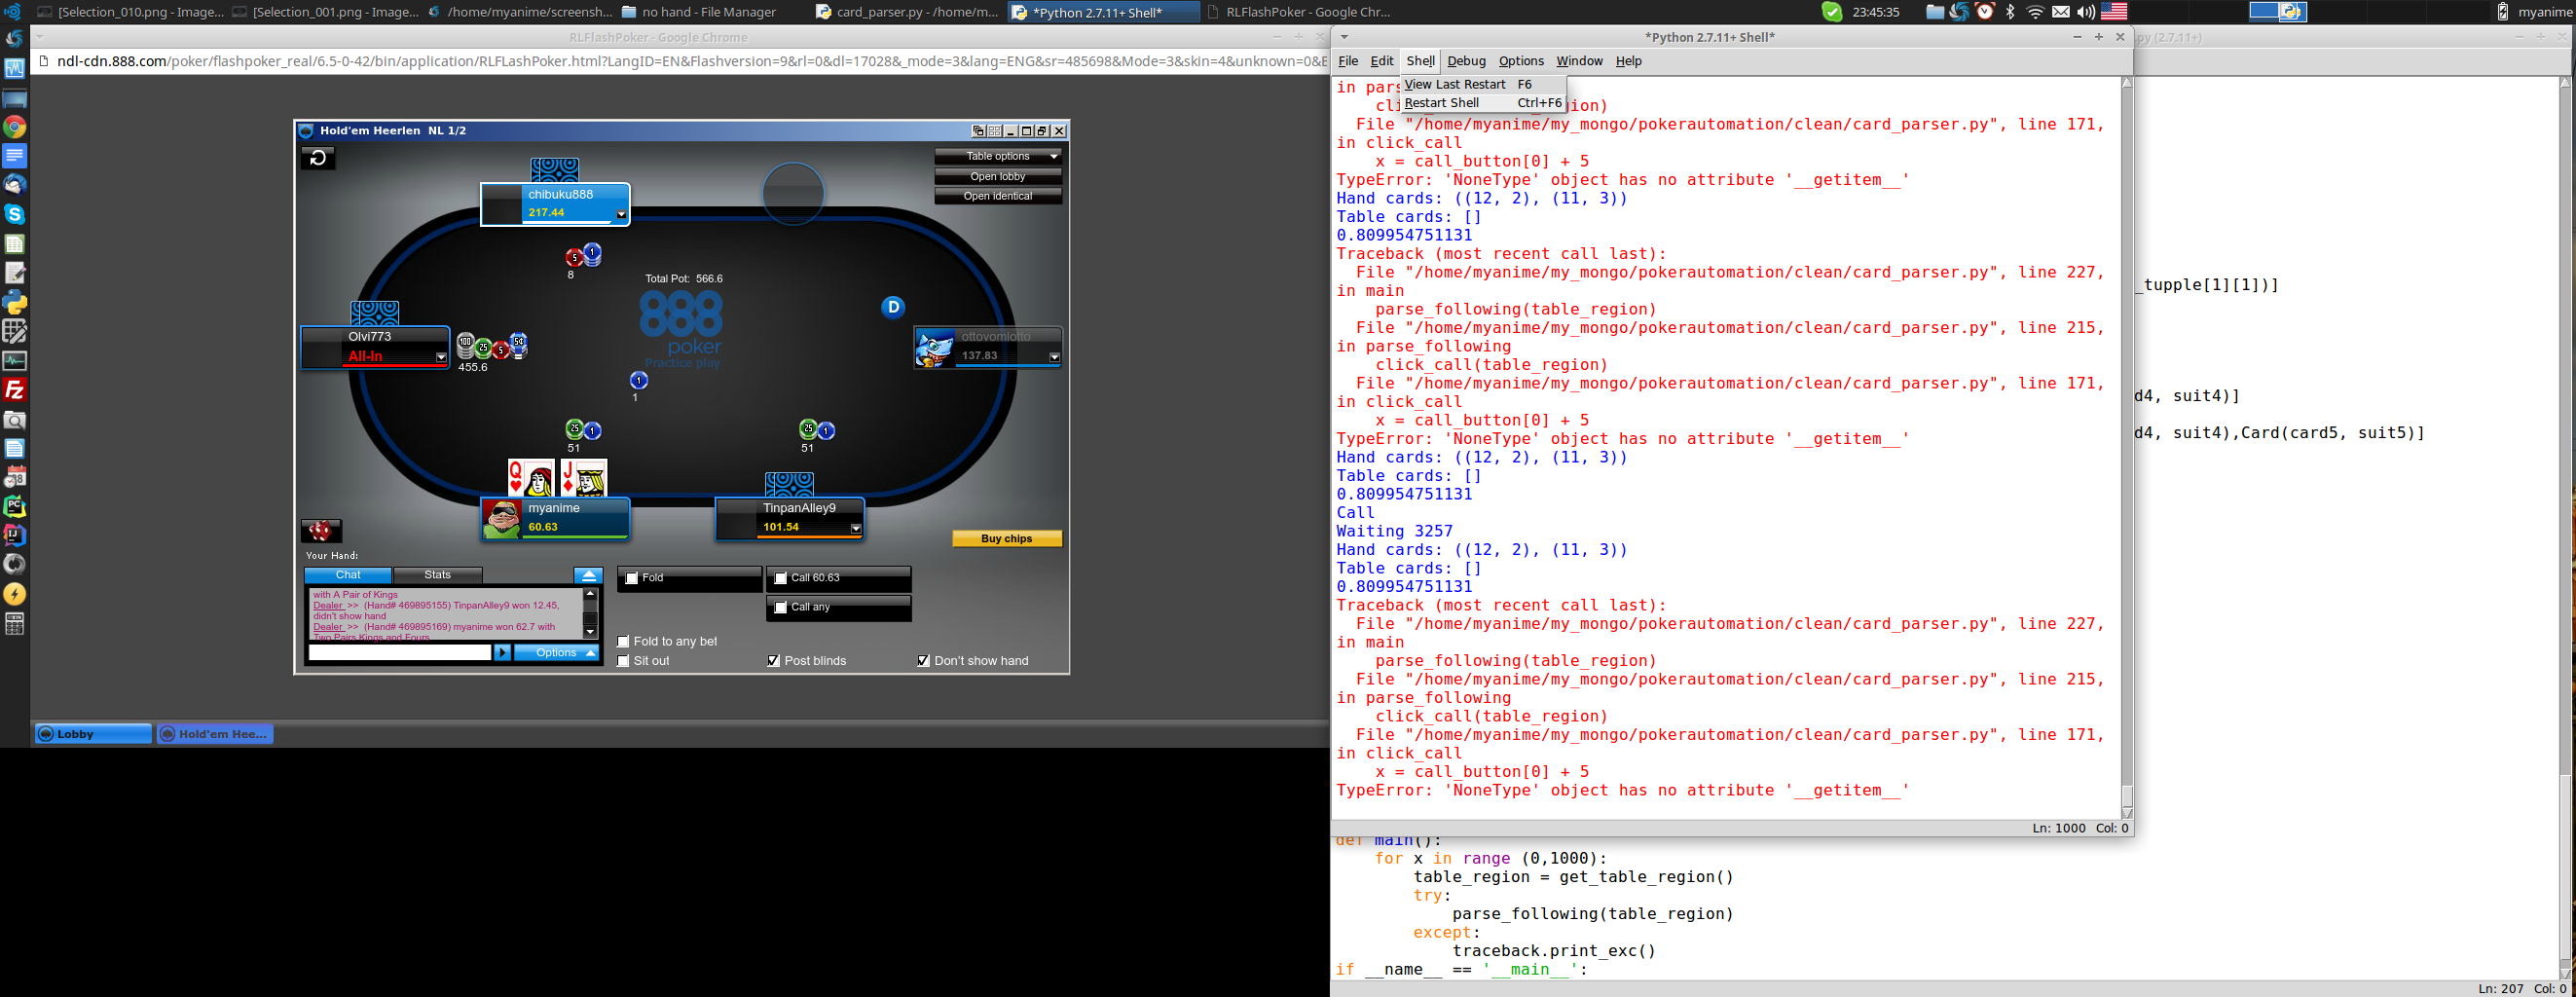 [Selection_010.png - Image...
[Selection_001.png - Image...
/home/myanime/screensh...
no hand - File Manager
card_parser.py - /home/m...
*Python 2.7.11+ Shell*
RLFlashPoker - Google Chr...
23:45:35
myanime
RLFlashPoker - Google Chrome
ndl-cdn.888.com/poker/flashpoker_real/6.5-0-42/bin/application/RLFLashPoker.html?LangID=EN&Flashversion=9&rl=0&dl=17028&_mode=3&lang=ENG&sr=485698&Mode=3&skin=4&unknown=0&E
Hold'em Heerlen NL 1/2
Table options
Open lobby
Open identical
chibuku888
217.44
5
1
8
Total Pot: 566.6
888
poker
Practice play
D
Olvi773
All-In
100
25
5
5¢
455.6
ottovomlotto
137.83
1
1
25
1
51
25
1
51
Q
J
myanime
60.63
TinpanAlley9
101.54
Buy chips
Your Hand:
Chat
Stats
with A Pair of Kings
Dealer >> (Hand# 469895155) TinpanAlley9 won 12.45,
didn't show hand
Dealer >> (Hand# 469895169) myanime won 62.7 with
Two Pairs Kings and Fours
Options
Fold
Call 60.63
Call any
Fold to any bet
Sit out
Post blinds
Don't show hand
Lobby
Hold'em Hee...
*Python 2.7.11+ Shell*
py (2.7.11+)
File Edit Shell Debug Options Window Help
View Last Restart F6
Restart Shell Ctrl+F6
in pars
cli
ion)
File "/home/myanime/my_mongo/pokerautomation/clean/card_parser.py", line 171,
in click_call
x = call_button[0] + 5
TypeError: 'NoneType' object has no attribute '__getitem__'
Hand cards: ((12, 2), (11, 3))
Table cards: []
0.809954751131
Traceback (most recent call last):
File "/home/myanime/my_mongo/pokerautomation/clean/card_parser.py", line 227,
in main
parse_following(table_region)
File "/home/myanime/my_mongo/pokerautomation/clean/card_parser.py", line 215,
in parse_following
click_call(table_region)
File "/home/myanime/my_mongo/pokerautomation/clean/card_parser.py", line 171,
in click_call
x = call_button[0] + 5
TypeError: 'NoneType' object has no attribute '__getitem__'
Hand cards: ((12, 2), (11, 3))
Table cards: []
0.809954751131
Call
Waiting 3257
Hand cards: ((12, 2), (11, 3))
Table cards: []
0.809954751131
Traceback (most recent call last):
File "/home/myanime/my_mongo/pokerautomation/clean/card_parser.py", line 227,
in main
parse_following(table_region)
File "/home/myanime/my_mongo/pokerautomation/clean/card_parser.py", line 215,
in parse_following
click_call(table_region)
File "/home/myanime/my_mongo/pokerautomation/clean/card_parser.py", line 171,
in click_call
x = call_button[0] + 5
TypeError: 'NoneType' object has no attribute '__getitem__'
Ln: 1000 Col: 0
_tupple[1][1])]
d4, suit4)]
d4, suit4),Card(card5, suit5)]
def main():
for x in range (0,1000):
table_region = get_table_region()
try:
parse_following(table_region)
except:
traceback.print_exc()
if __name__ == '__main__':
Ln: 207 Col: 0